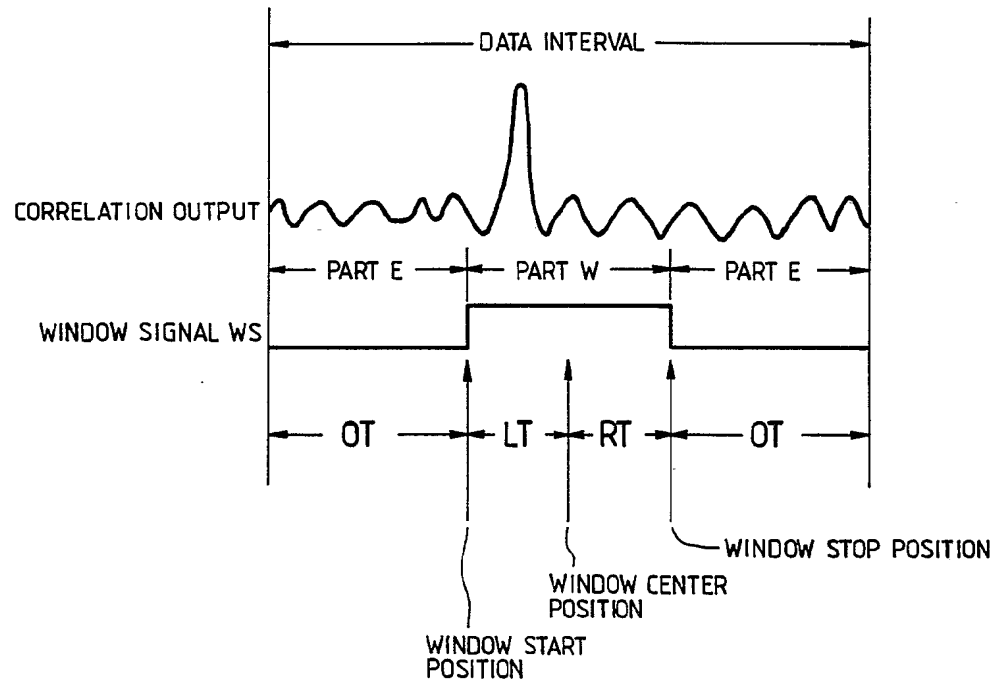 DATA INTERVAL
CORRELATION OUTPUT
PART E
PART W
PART E
WINDOW SIGNAL WS
OT
LT
RT
OT
WINDOW STOP POSITION
WINDOW CENTER
POSITION
WINDOW START
POSITION